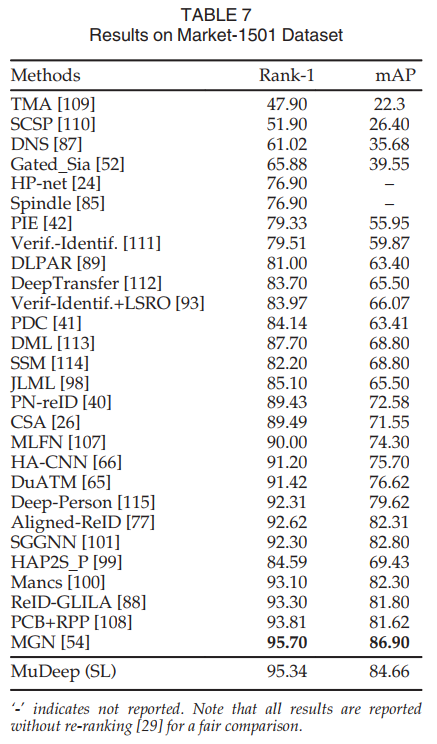 TABLE 7
Results on Market-1501 Dataset
Methods Rank-1 mAP
TMA [109] 47.90 22.3
SCSP [110] 51.90 26.40
DNS [87] 61.02 35.68
Gated_Sia [52] 65.88 39.55
HP-net [24] 76.90 –
Spindle [85] 76.90 –
PIE [42] 79.33 55.95
Verif.-Identif. [111] 79.51 59.87
DLPAR [89] 81.00 63.40
DeepTransfer [112] 83.70 65.50
Verif-Identif.+LSRO [93] 83.97 66.07
PDC [41] 84.14 63.41
DML [113] 87.70 68.80
SSM [114] 82.20 68.80
JLML [98] 85.10 65.50
PN-reID [40] 89.43 72.58
CSA [26] 89.49 71.55
MLFN [107] 90.00 74.30
HA-CNN [66] 91.20 75.70
DuATM [65] 91.42 76.62
Deep-Person [115] 92.31 79.62
Aligned-ReID [77] 92.62 82.31
SGGNN [101] 92.30 82.80
HAP2S_P [99] 84.59 69.43
Mancs [100] 93.10 82.30
ReID-GLILA [88] 93.30 81.80
PCB+RPP [108] 93.81 81.62
MGN [54] 95.70 86.90
MuDeep (SL) 95.34 84.66
'-' indicates not reported. Note that all results are reported
without re-ranking [29] for a fair comparison.